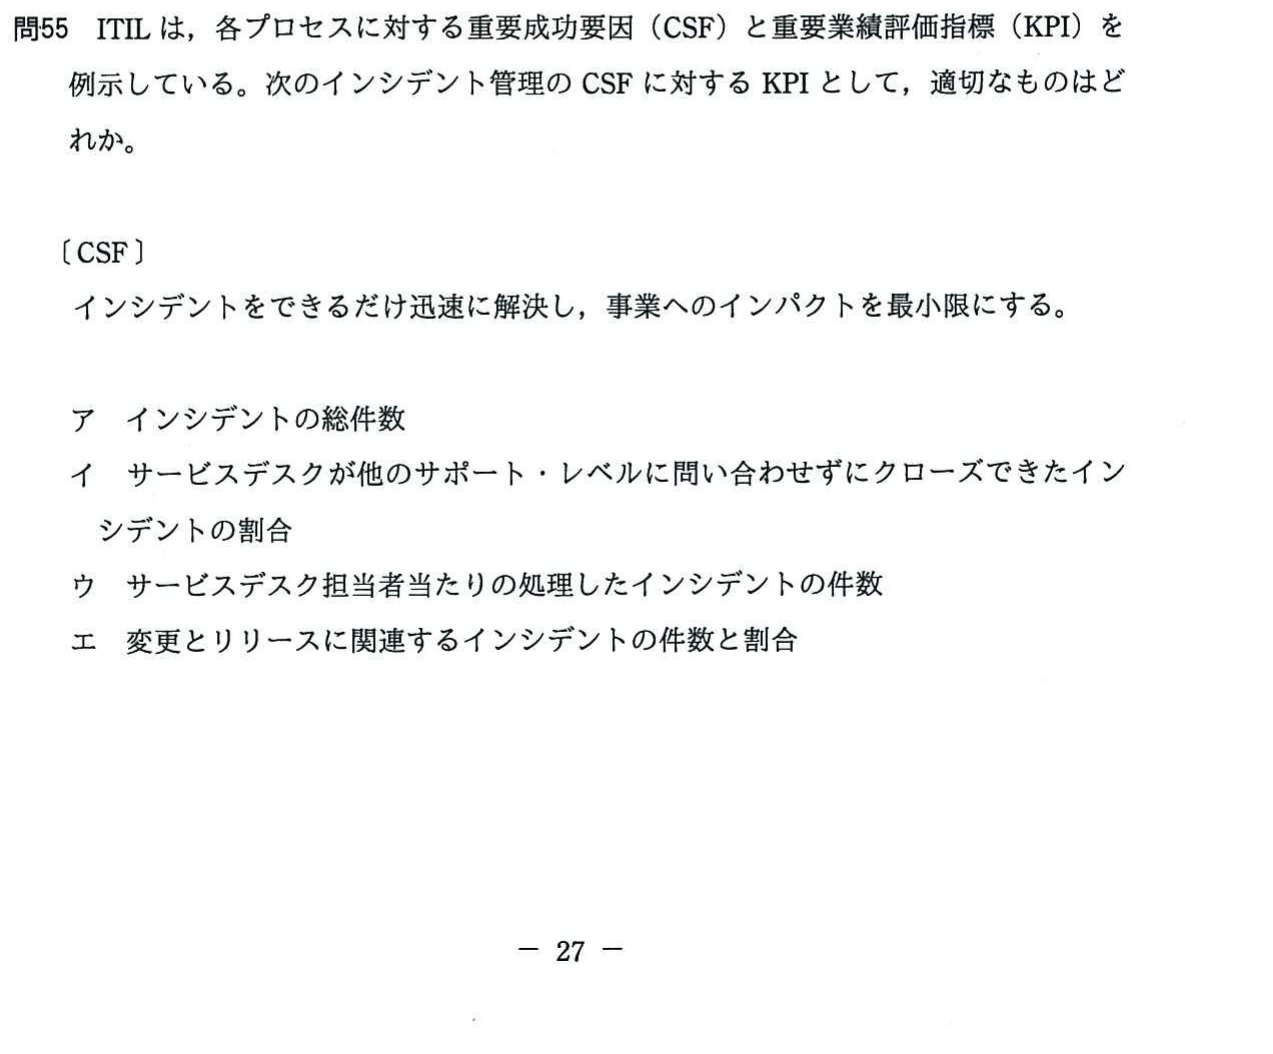 問55 ITIL は，各プロセスに対する重要成功要因（CSF）と重要業績評価指標（KPI）を
例示している。次のインシデント管理の CSF に対する KPI として，適切なものはど
れか。
〔CSF〕
インシデントをできるだけ迅速に解決し，事業へのインパクトを最小限にする。
ア インシデントの総件数
イ サービスデスクが他のサポート・レベルに問い合わせずにクローズできたイン
シデントの割合
ウ サービスデスク担当者当たりの処理したインシデントの件数
エ 変更とリリースに関連するインシデントの件数と割合
－ 27 －